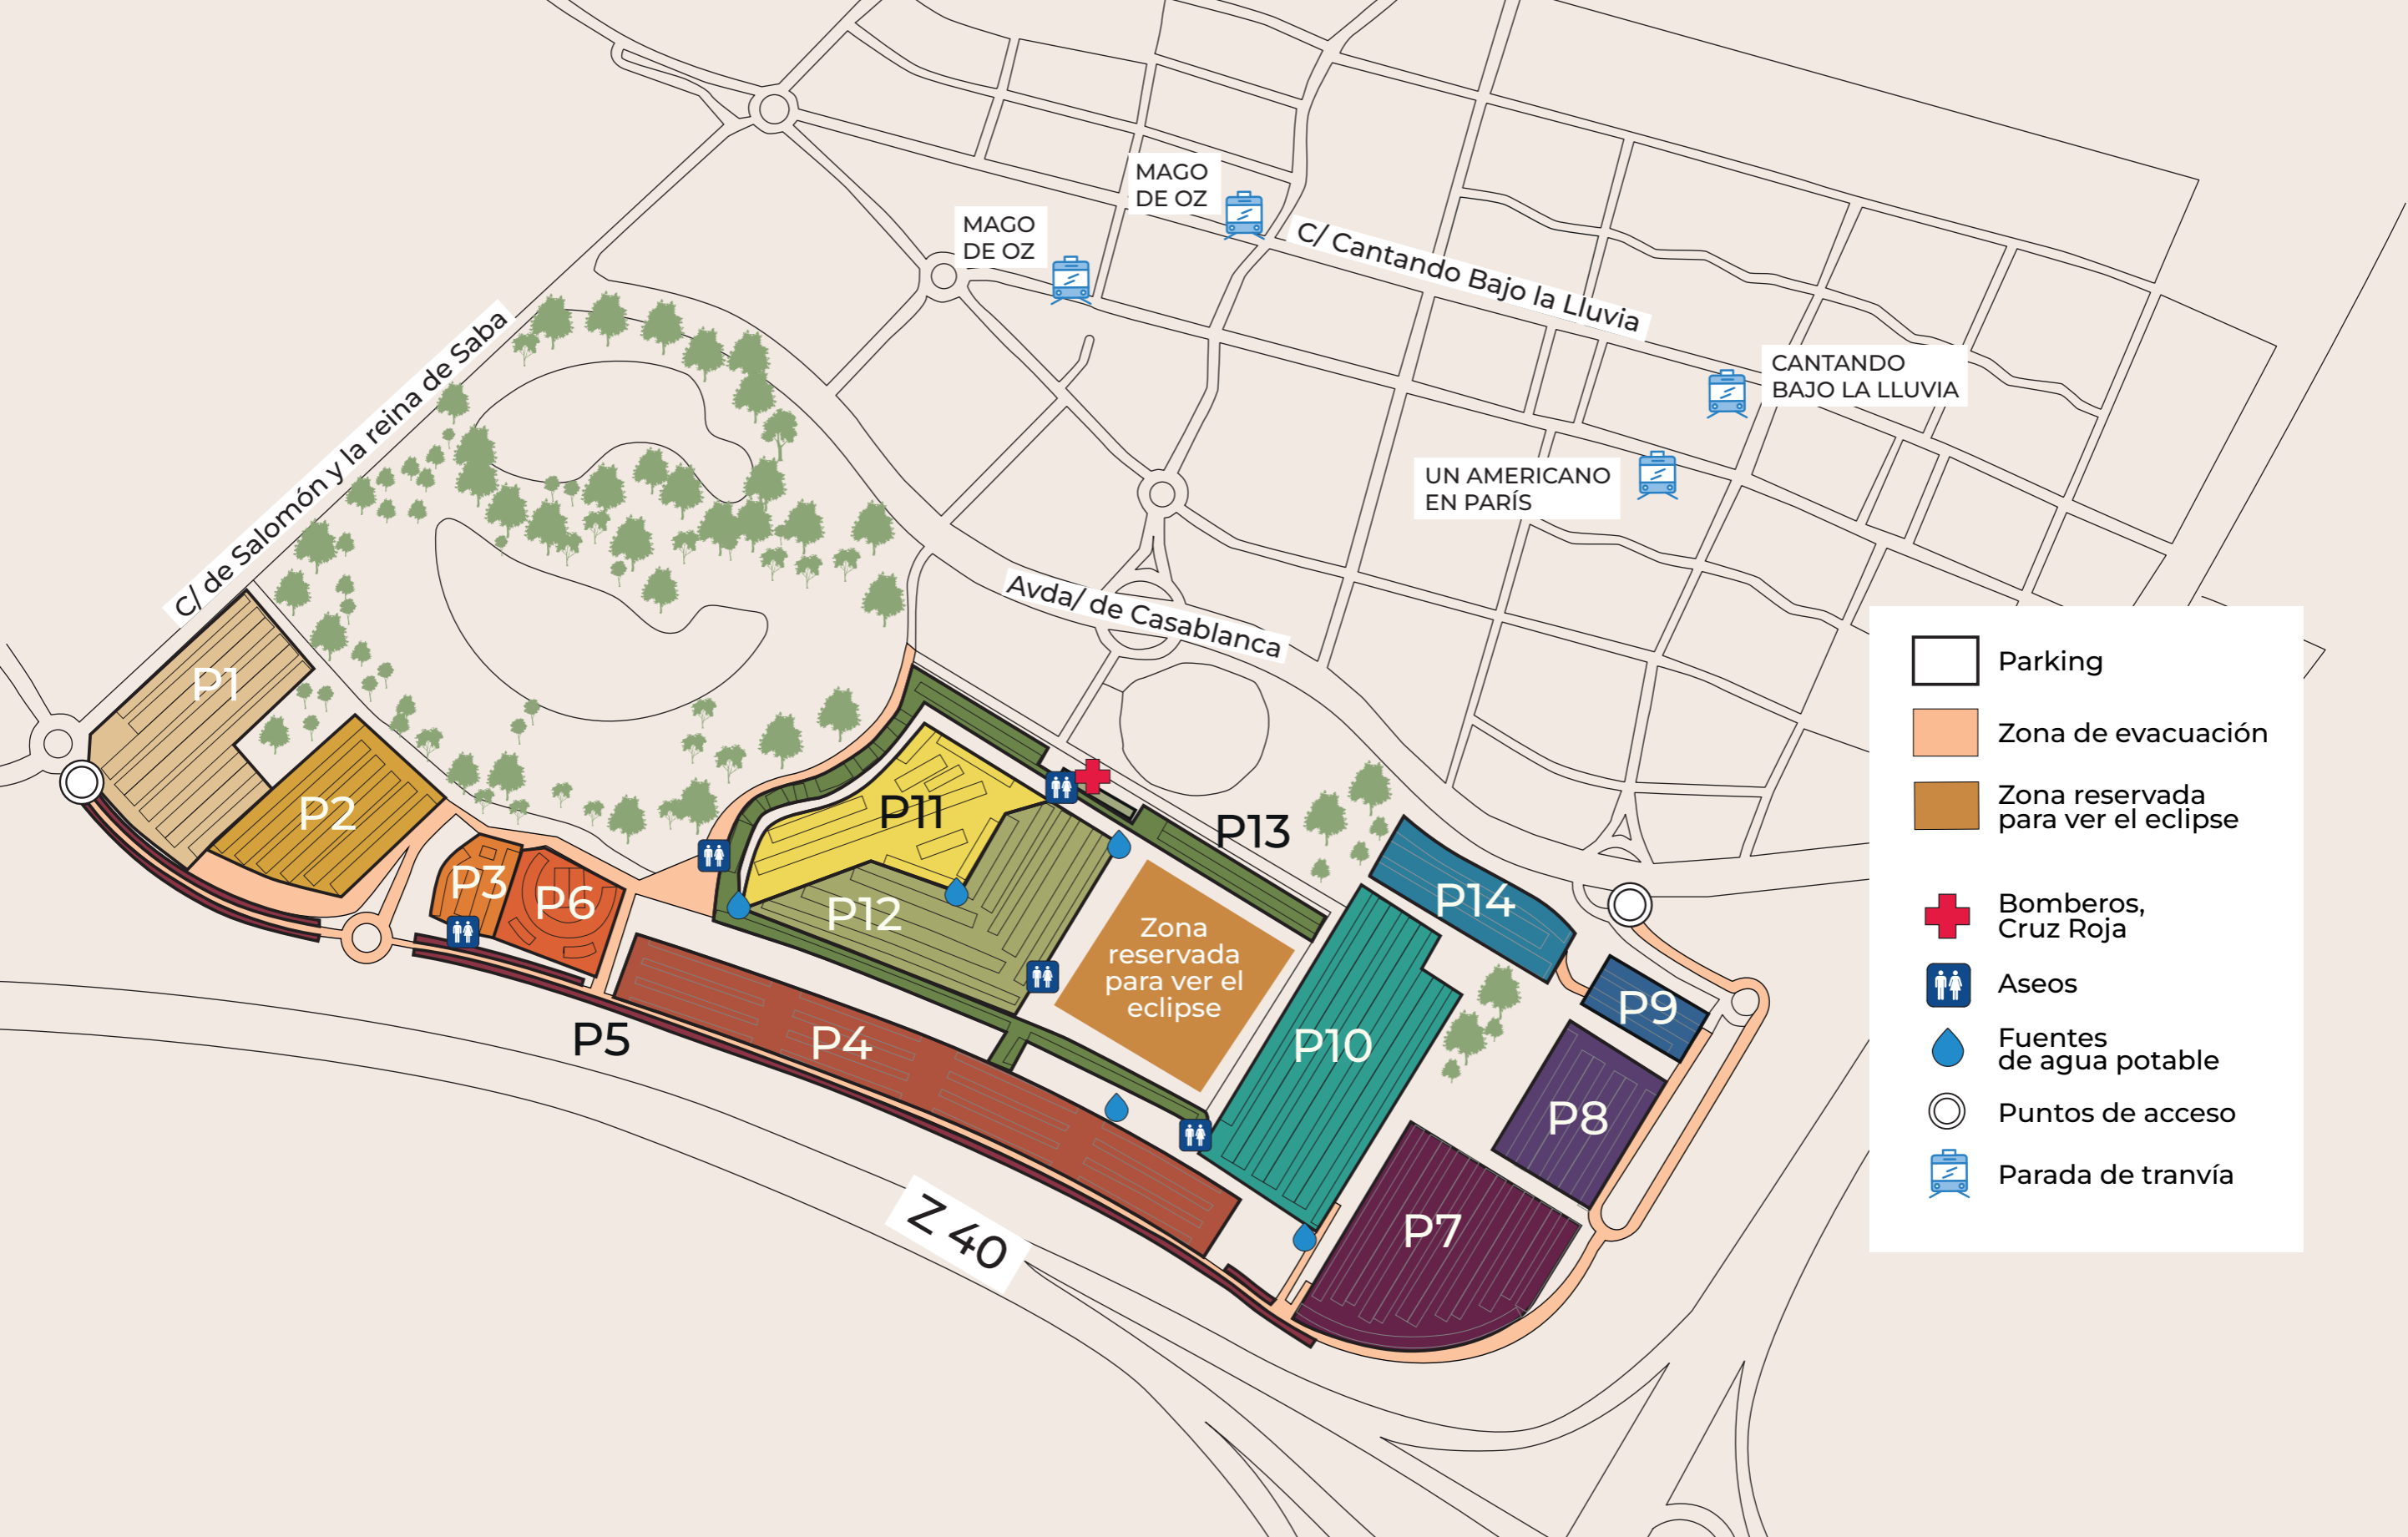 MAGO
DE OZ
MAGO
DE OZ
C/ Cantando Bajo la Lluvia
CANTANDO
BAJO LA LLUVIA
UN AMERICANO
EN PARÍS
C/ de Salomón y la reina de Saba
Avda/ de Casablanca
P1
P2
P3
P6
P5
P4
P11
P12
P13
Zona
reservada
para ver el
eclipse
P14
P9
P10
P8
P7
Z 40
Parking
Zona de evacuación
Zona reservada
para ver el eclipse
Bomberos,
Cruz Roja
Aseos
Fuentes
de agua potable
Puntos de acceso
Parada de tranvía